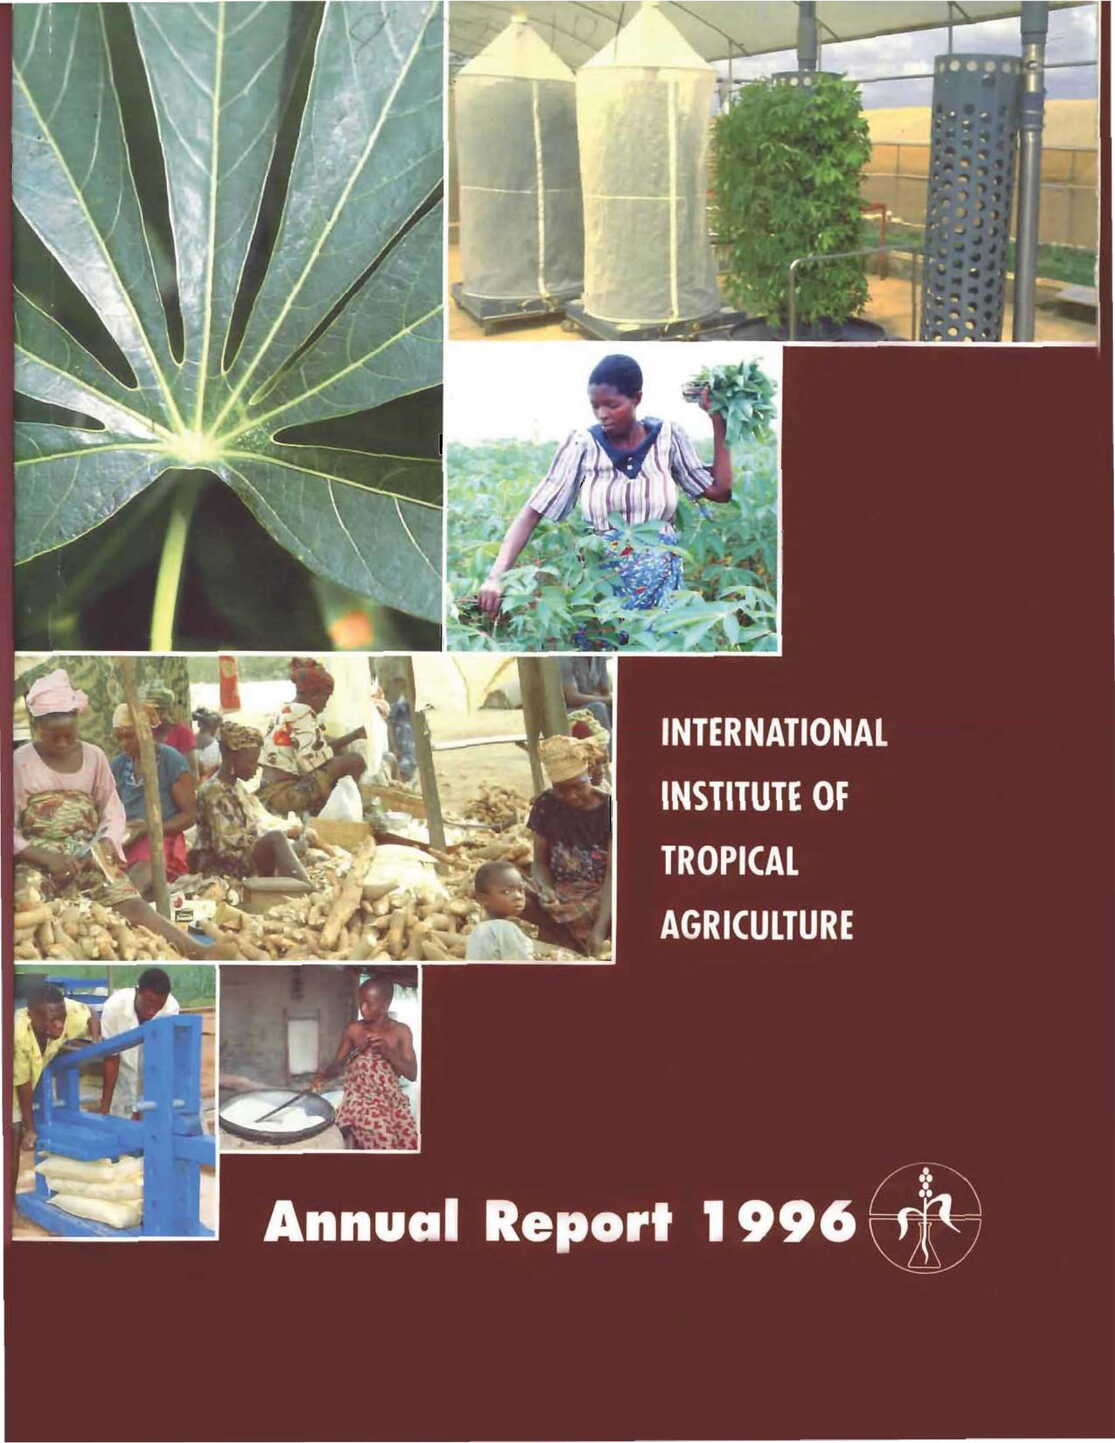 INTERNATIONAL
INSTITUTE OF
TROPICAL
AGRICULTURE
Annual Report 1996